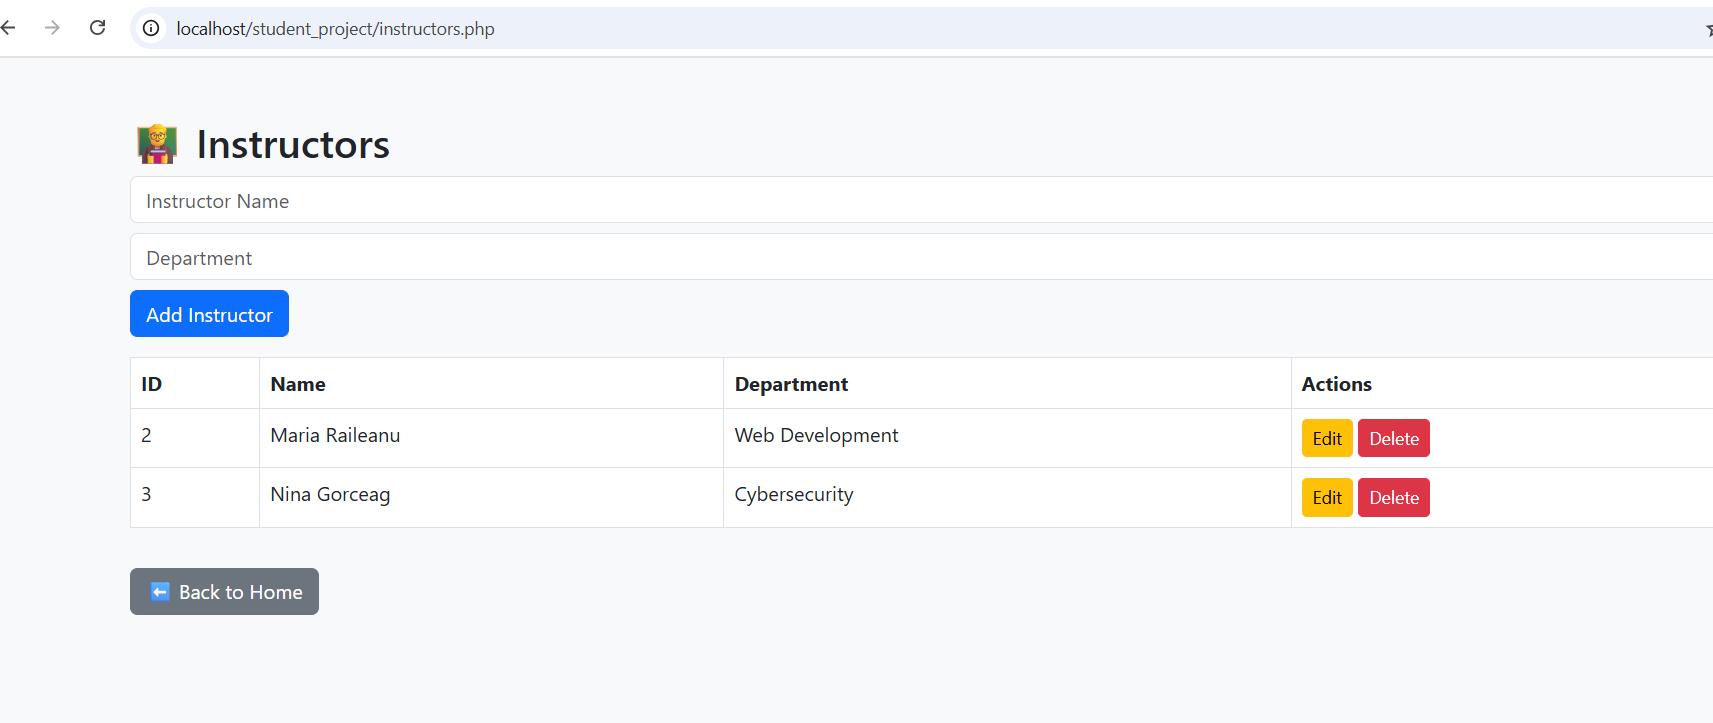 localhost/student_project/instructors.php
Instructors
Instructor Name
Department
Add Instructor
ID Name Department Actions
2 Maria Raileanu Web Development Edit Delete
3 Nina Gorceag Cybersecurity Edit Delete
Back to Home